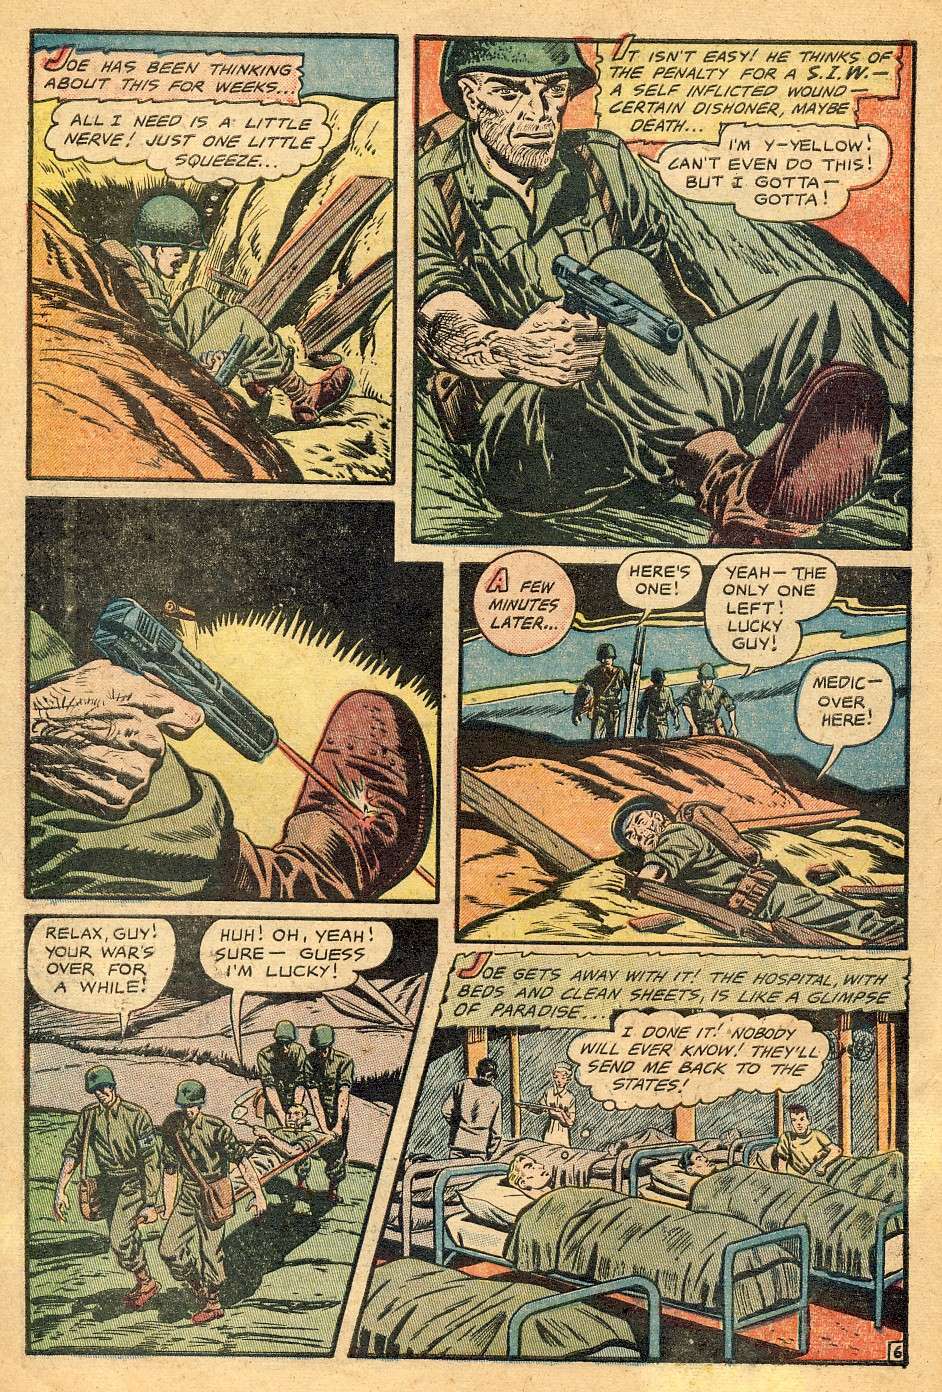 JOE HAS BEEN THINKING
ABOUT THIS FOR WEEKS...
ALL I NEED IS A LITTLE
NERVE! JUST ONE LITTLE
SQUEEZE...
IT ISN'T EASY! HE THINKS OF
THE PENALTY FOR A S.I.W.—
A SELF INFLICTED WOUND—
CERTAIN DISHONER, MAYBE
DEATH...
I'M Y-YELLOW!
CAN'T EVEN DO THIS!
BUT I GOTTA—
GOTTA!
A FEW
MINUTES
LATER...
HERE'S
ONE!
YEAH—THE
ONLY ONE
LEFT!
LUCKY
GUY!
MEDIC—
OVER
HERE!
RELAX, GUY!
YOUR WAR'S
OVER FOR
A WHILE!
HUH! OH, YEAH!
SURE— GUESS
I'M LUCKY!
JOE GETS AWAY WITH IT! THE HOSPITAL, WITH
BEDS AND CLEAN SHEETS, IS LIKE A GLIMPSE
OF PARADISE...
I DONE IT! NOBODY
WILL EVER KNOW! THEY'LL
SEND ME BACK TO THE
STATES!
6